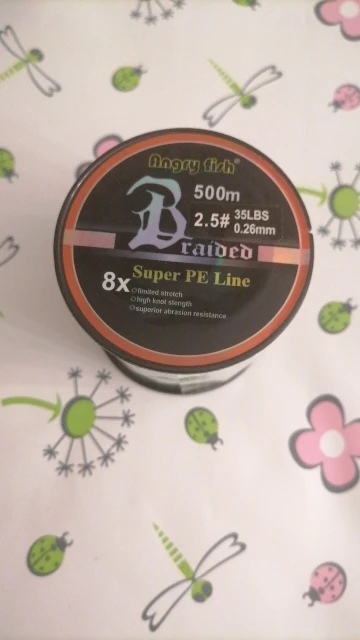 Angry fish®
500m
2.5# 35LBS
0.26mm
Braided
Super PE Line
8x
limited stretch
high knot slength
superior abrasion resistance